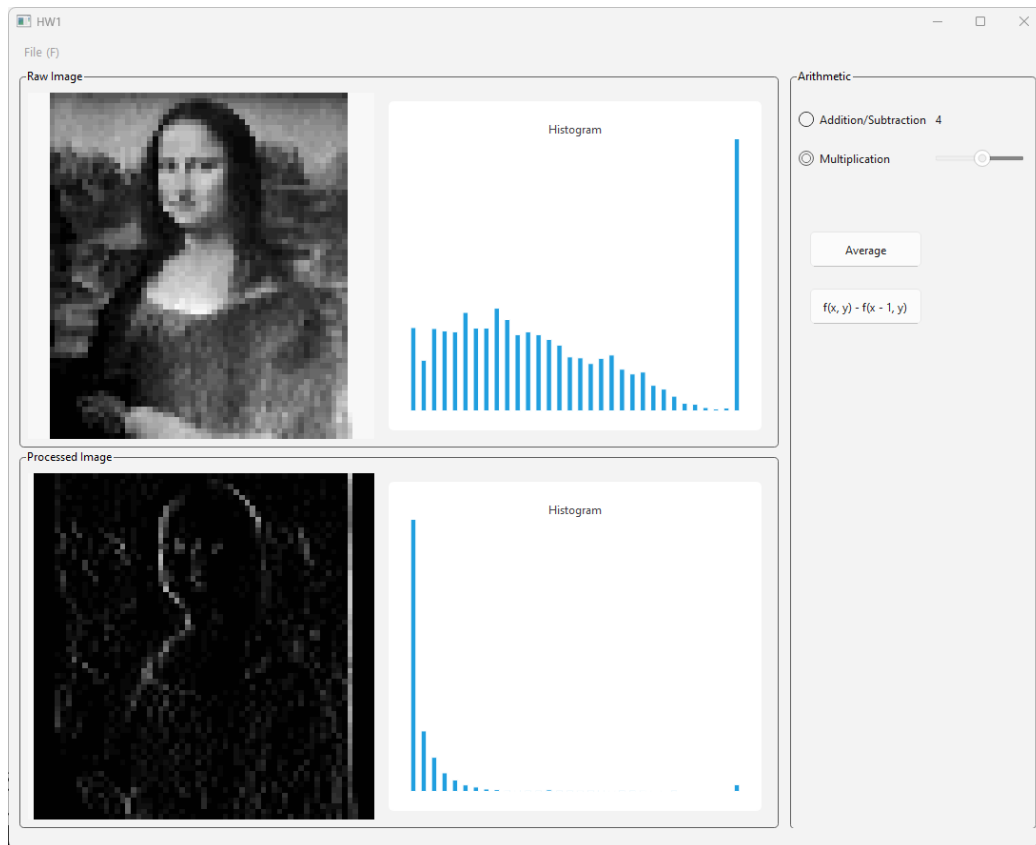 HW1
File (F)
Raw Image
Histogram
Arithmetic
Addition/Subtraction 4
Multiplication
Average
f(x, y) - f(x - 1, y)
Processed Image
Histogram